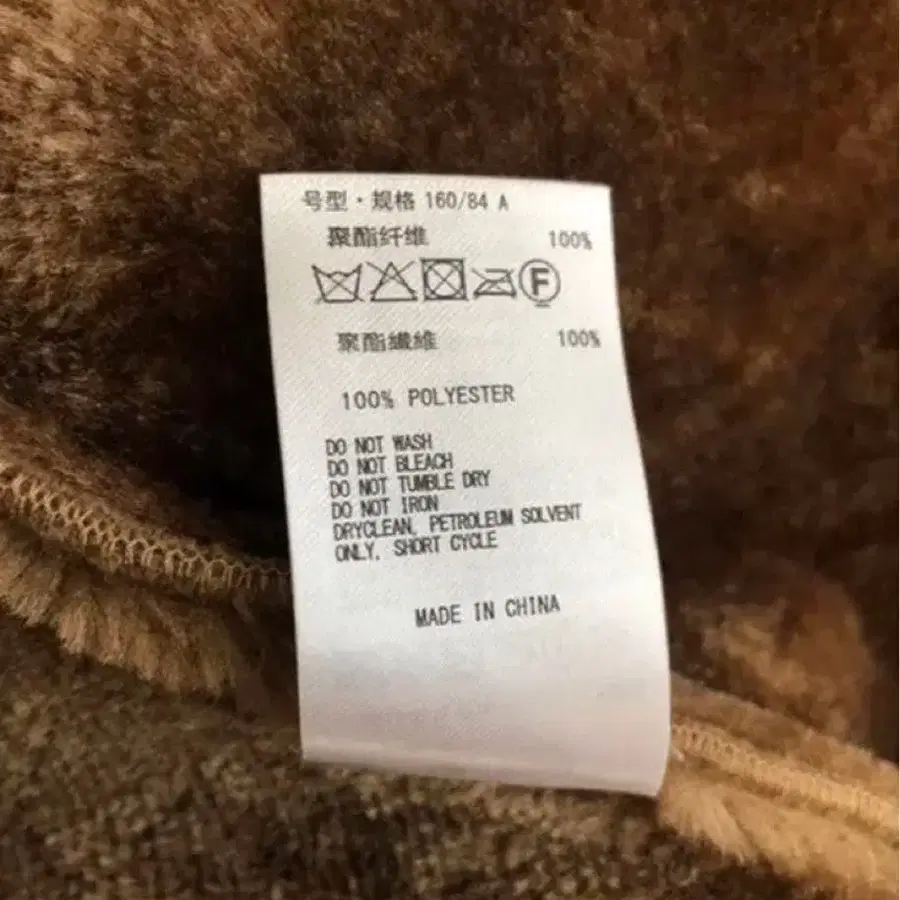 号型·规格 160/84 A
聚酯纤维 100%
F
聚酯纖維 100%
100% POLYESTER
DO NOT WASH
DO NOT BLEACH
DO NOT TUMBLE DRY
DO NOT IRON
DRYCLEAN, PETROLEUM SOLVENT
ONLY, SHORT CYCLE
MADE IN CHINA